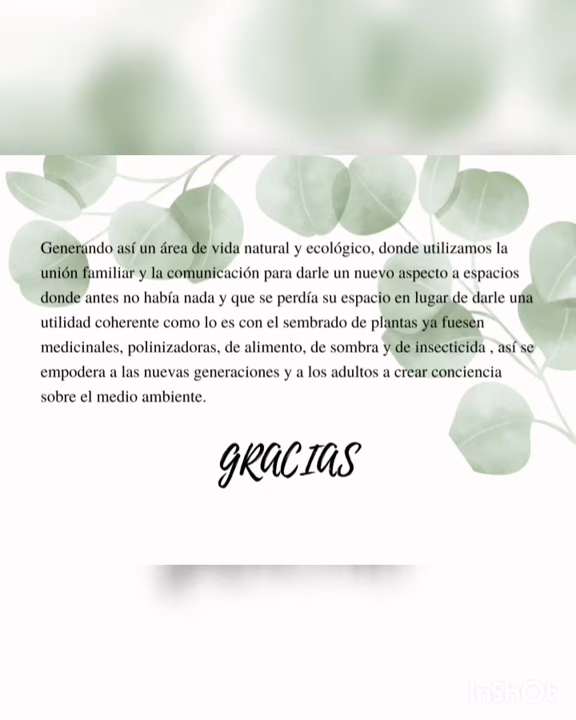 Generando así un área de vida natural y ecológico, donde utilizamos la
unión familiar y la comunicación para darle un nuevo aspecto a espacios
donde antes no había nada y que se perdía su espacio en lugar de darle una
utilidad coherente como lo es con el sembrado de plantas ya fuesen
medicinales, polinizadoras, de alimento, de sombra y de insecticida , así se
empodera a las nuevas generaciones y a los adultos a crear conciencia
sobre el medio ambiente.
GRACIAS
InShOt